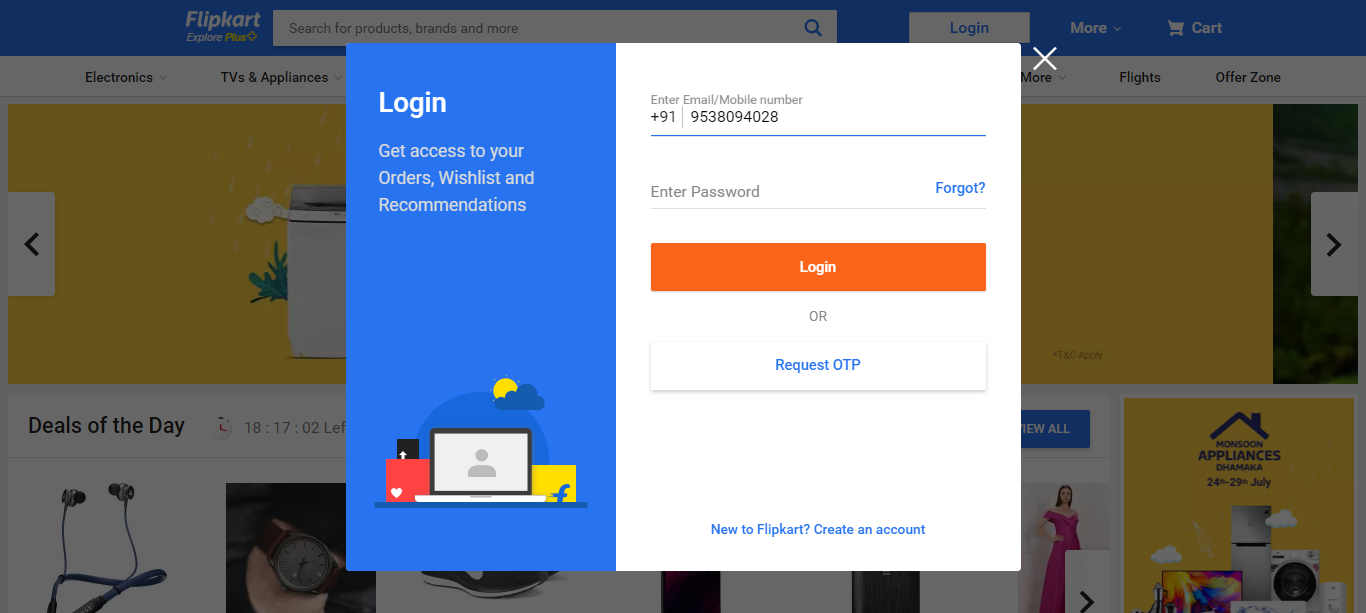 Flipkart
Explore Plus
Search for products, brands and more
Login
More
Cart
Electronics
TVs & Appliances
More
Flights
Offer Zone
Login
Get access to your
Orders, Wishlist and
Recommendations
Enter Email/Mobile number
+91 9538094028
Enter Password
Forgot?
Login
OR
Request OTP
New to Flipkart? Create an account
*T&C Apply
Deals of the Day
18 : 17 : 02 Lef
VIEW ALL
MONSOON
APPLIANCES
DHAMAKA
24th-29th July